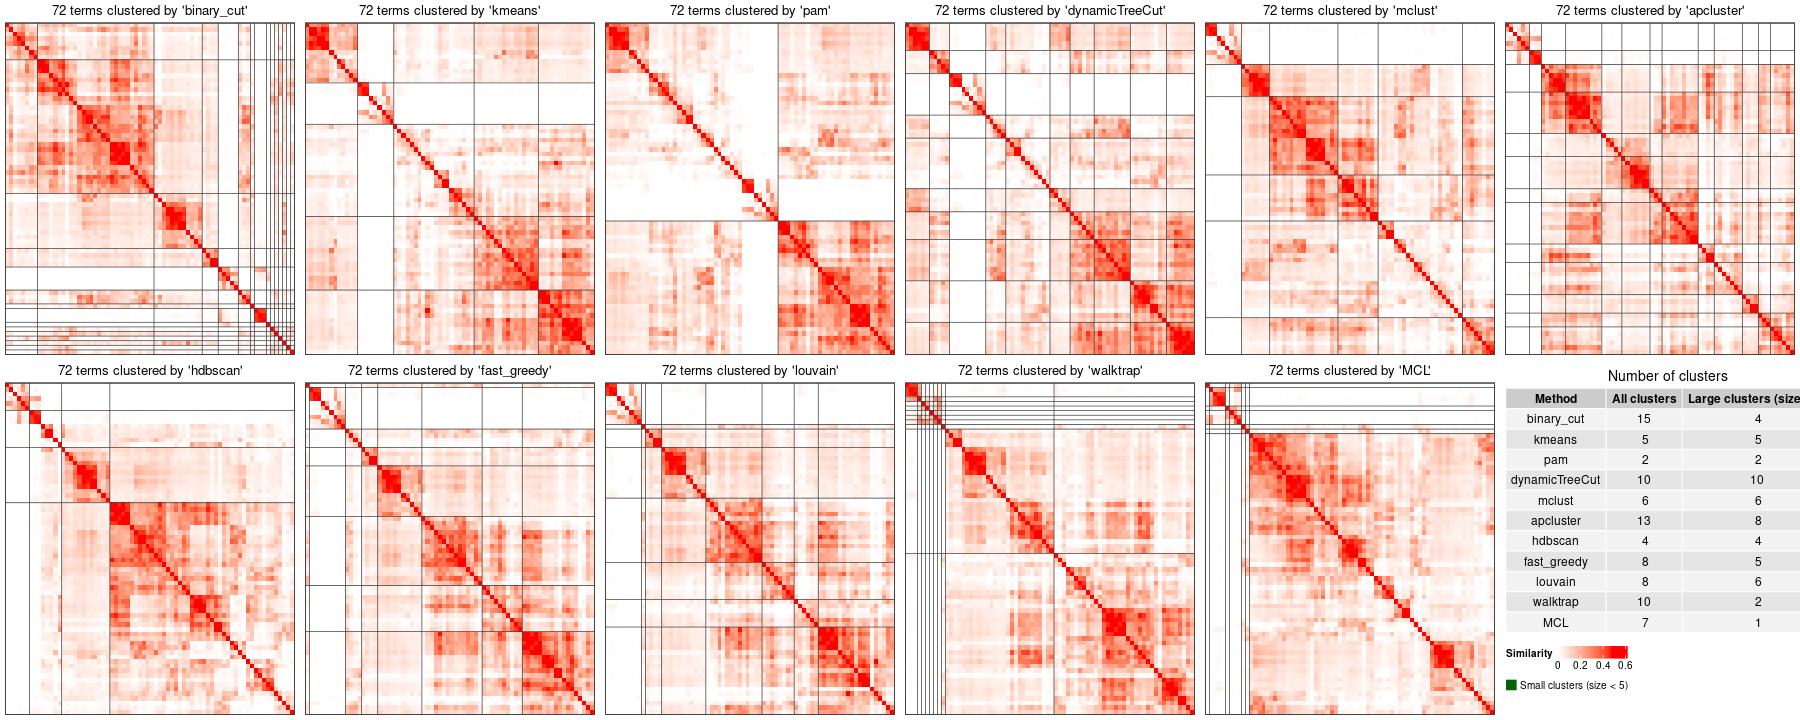 72 terms clustered by 'binary_cut'
72 terms clustered by 'kmeans'
72 terms clustered by 'pam'
72 terms clustered by 'dynamicTreeCut'
72 terms clustered by 'mclust'
72 terms clustered by 'apcluster'
72 terms clustered by 'hdbscan'
72 terms clustered by 'fast_greedy'
72 terms clustered by 'louvain'
72 terms clustered by 'walktrap'
72 terms clustered by 'MCL'
Number of clusters
Method All clusters Large clusters (size
binary_cut 15 4
kmeans 5 5
pam 2 2
dynamicTreeCut 10 10
mclust 6 6
apcluster 13 8
hdbscan 4 4
fast_greedy 8 5
louvain 8 6
walktrap 10 2
MCL 7 1
Similarity
0 0.2 0.4 0.6
Small clusters (size < 5)